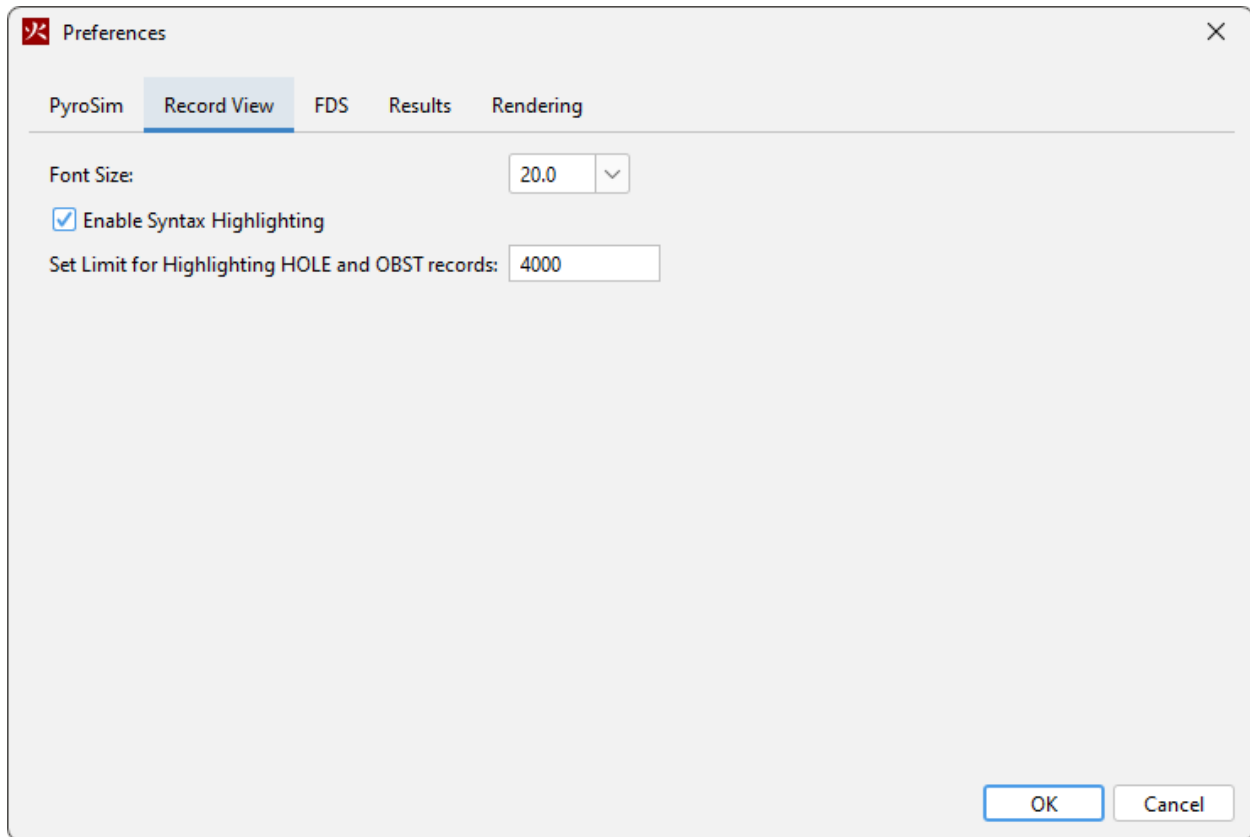 火 Preferences
PyroSim Record View FDS Results Rendering
Font Size: 20.0
Enable Syntax Highlighting
Set Limit for Highlighting HOLE and OBST records: 4000
OK Cancel